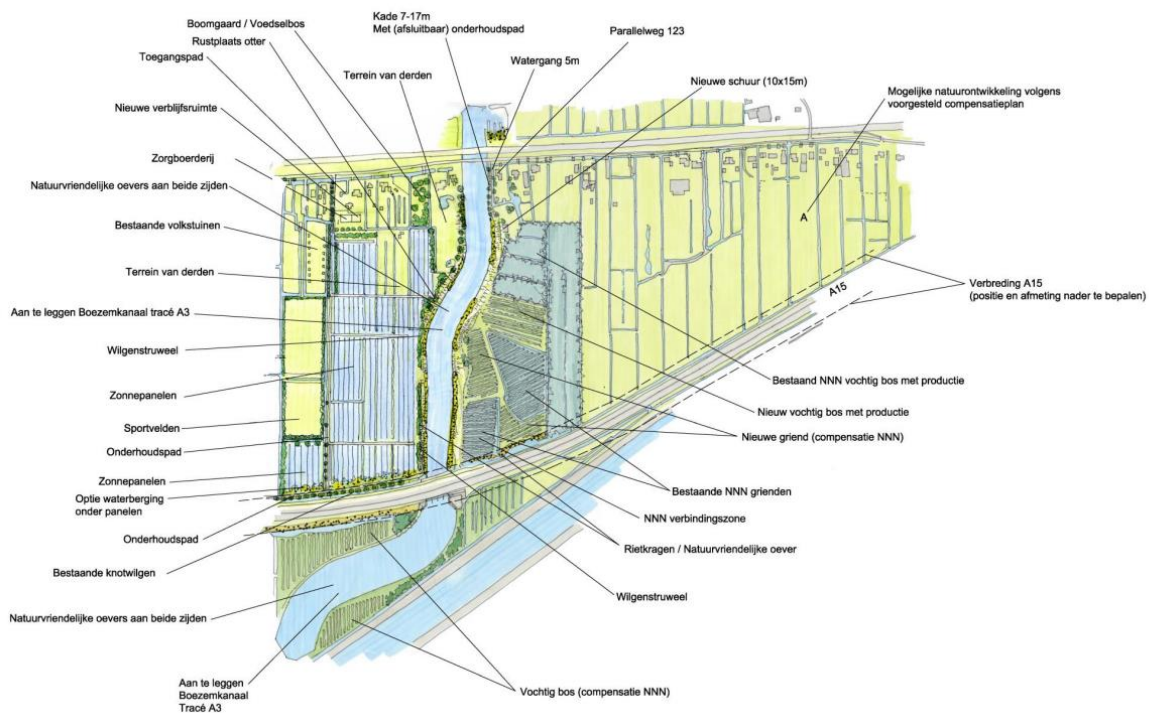 Boomgaard / Voedselbos
Rustplaats otter
Toegangspad
Nieuwe verblijfsruimte
Zorgboerderij
Natuurvriendelijke oevers aan beide zijden
Bestaande volkstuinen
Terrein van derden
Aan te leggen Boezemkanaal tracé A3
Wilgenstruweel
Zonnepanelen
Sportvelden
Onderhoudspad
Zonnepanelen
Optie waterberging
onder panelen
Onderhoudspad
Bestaande knotwilgen
Natuurvriendelijke oevers aan beide zijden
Aan te leggen
Boezemkanaal
Tracé A3
Terrein van derden
Kade 7-17m
Met (afsluitbaar) onderhoudspad
Watergang 5m
Parallelweg 123
Nieuwe schuur (10x15m)
Mogelijke natuurontwikkeling volgens
voorgesteld compensatieplan
A
A15
Verbreding A15
(positie en afmeting nader te bepalen)
Bestaand NNN vochtig bos met productie
Nieuw vochtig bos met productie
Nieuwe griend (compensatie NNN)
Bestaande NNN grienden
NNN verbindingszone
Rietkragen / Natuurvriendelijke oever
Wilgenstruweel
Vochtig bos (compensatie NNN)